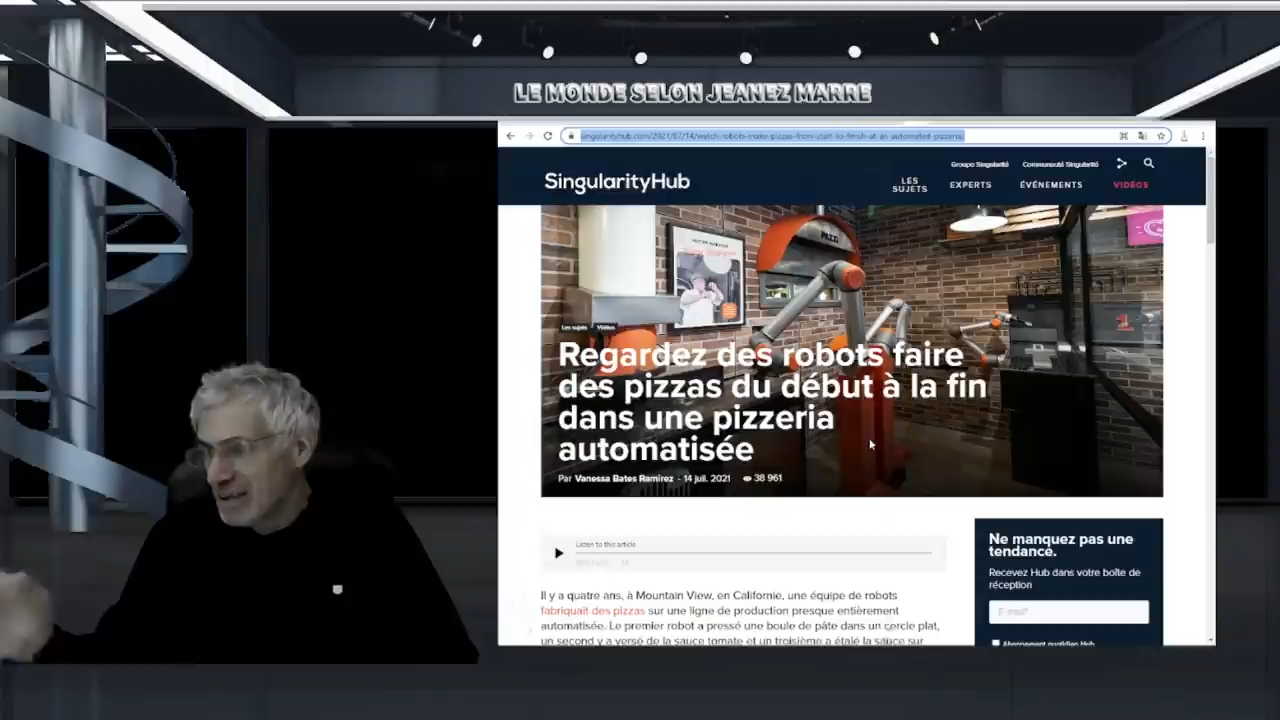 LE MONDE SELON JEANEZ MARRE
singularityhub.com/2021/07/14/watch-robots-make-pizzas-from-start-to-finish-at-an-automated-pizzeria/
Groupe Singularité
Communauté Singularité
SingularityHub
LES
SUJETS
EXPERTS
ÉVÉNEMENTS
VIDÉOS
PAZZI
Les sujets
Vidéos
Regardez des robots faire
des pizzas du début à la fin
dans une pizzeria
automatisée
Par Vanessa Bates Ramirez - 14 juil. 2021 38 961
Listen to this article
Il y a quatre ans, à Mountain View, en Californie, une équipe de robots
fabriquait des pizzas sur une ligne de production presque entièrement
automatisée. Le premier robot a pressé une boule de pâte dans un cercle plat,
un second y a versé de la sauce tomate et un troisième a étalé la sauce sur
Ne manquez pas une
tendance.
Recevez Hub dans votre boîte de
réception
E-mail*
Abonnement quotidien Hub